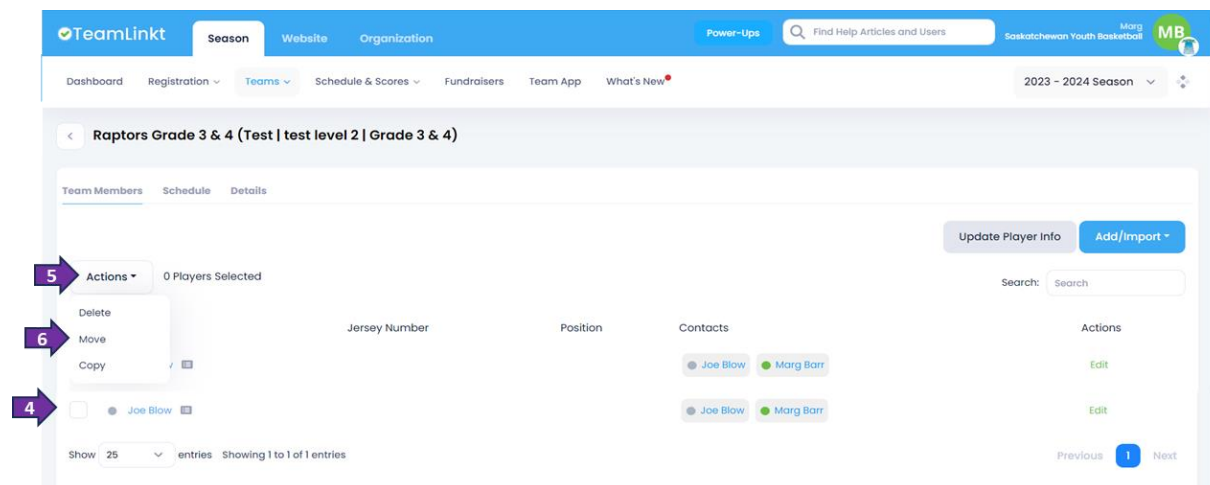 TeamLinkt Season Website Organization Power-Ups Find Help Articles and Users Marg
Saskatchewan Youth Basketball MB
Dashboard Registration Teams Schedule & Scores Fundraisers Team App What's New 2023 - 2024 Season
Raptors Grade 3 & 4 (Test | test level 2 | Grade 3 & 4)
Team Members Schedule Details
Update Player Info Add/Import
5 Actions 0 Players Selected Search: Search
Delete
Jersey Number Position Contacts Actions
6 Move
Copy Joe Blow Marg Barr Edit
4 Joe Blow Joe Blow Marg Barr Edit
Show 25 entries Showing 1 to 1 of 1 entries Previous 1 Next